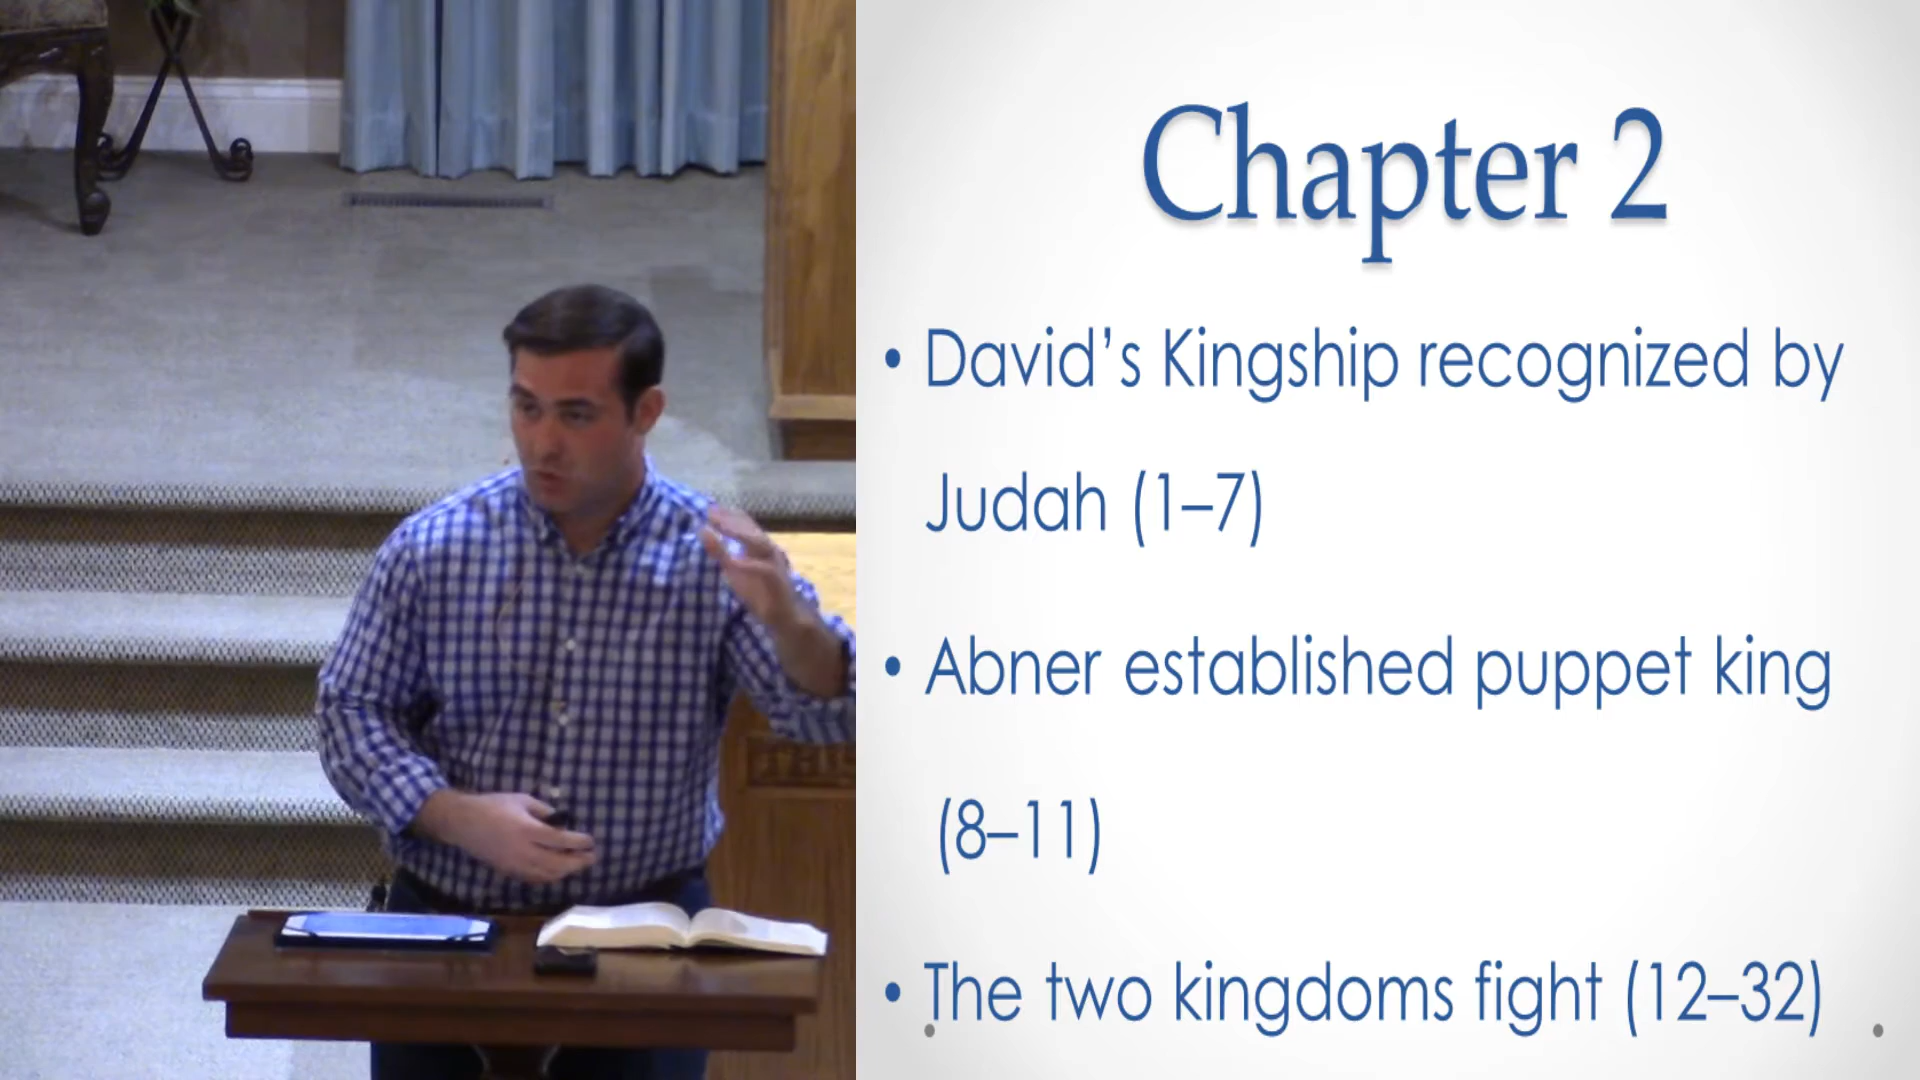 Chapter 2
• David’s Kingship recognized by
Judah (1–7)
• Abner established puppet king
(8–11)
• The two kingdoms fight (12–32)
THIS